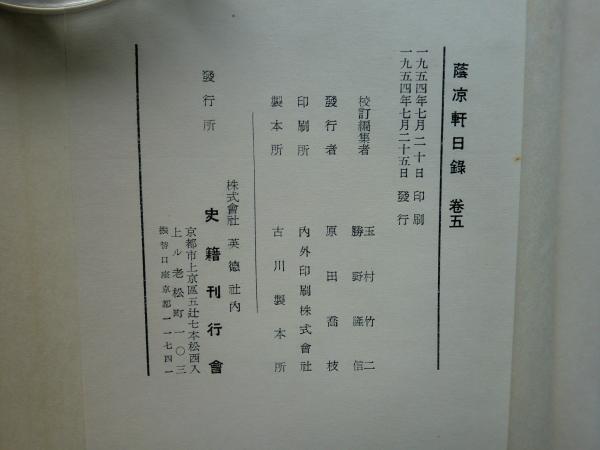 蔭凉軒日錄 卷五
一九五四年七月二十日 印刷
一九五四年七月二十五日 發行
校訂編集者 玉村竹二
勝野隆信
發行者 原田喬枝
印刷所 內外印刷株式會社
製本所 古川製本所
發行所 株式會社 英德社內
史籍刊行會
京都市上京區五辻七本松西入
上ル老松町一〇三
振替口座京都一一七四一